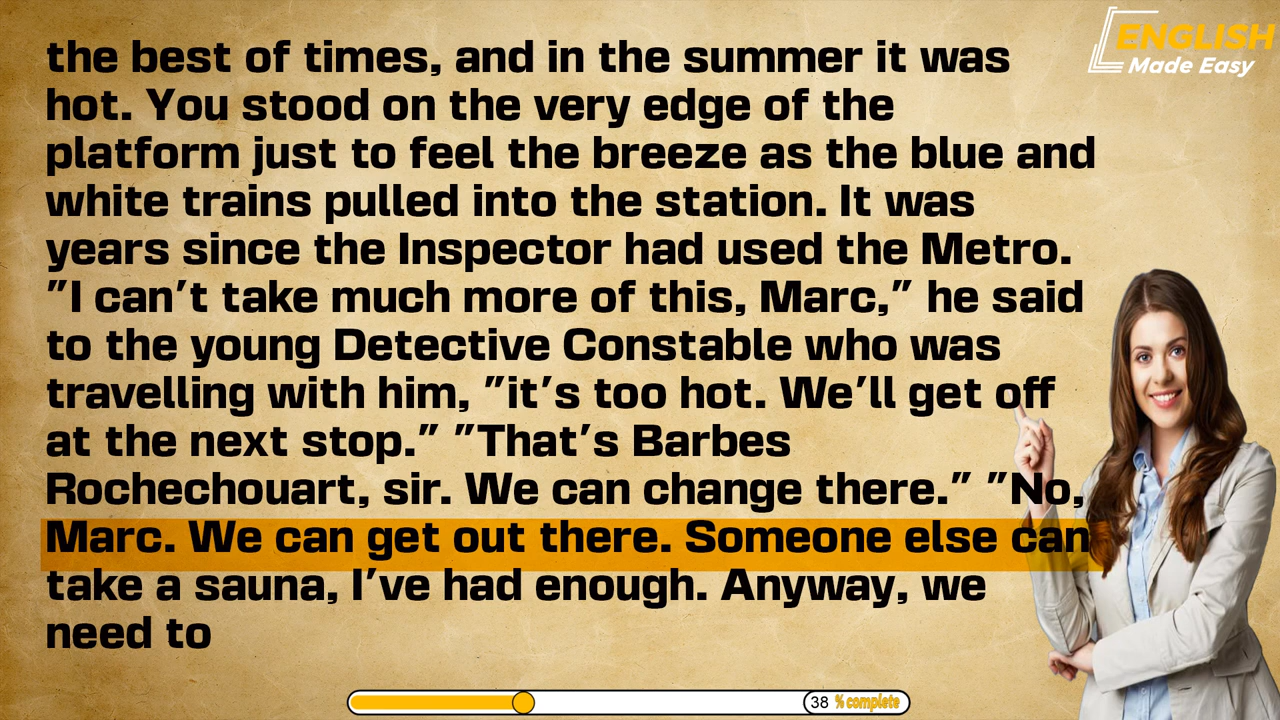 ENGLISH
Made Easy
the best of times, and in the summer it was
hot. You stood on the very edge of the
platform just to feel the breeze as the blue and
white trains pulled into the station. It was
years since the Inspector had used the Metro.
"I can't take much more of this, Marc," he said
to the young Detective Constable who was
travelling with him, "it's too hot. We'll get off
at the next stop." "That's Barbes
Rochechouart, sir. We can change there." "No,
Marc. We can get out there. Someone else can
take a sauna, I've had enough. Anyway, we
need to
38 % complete